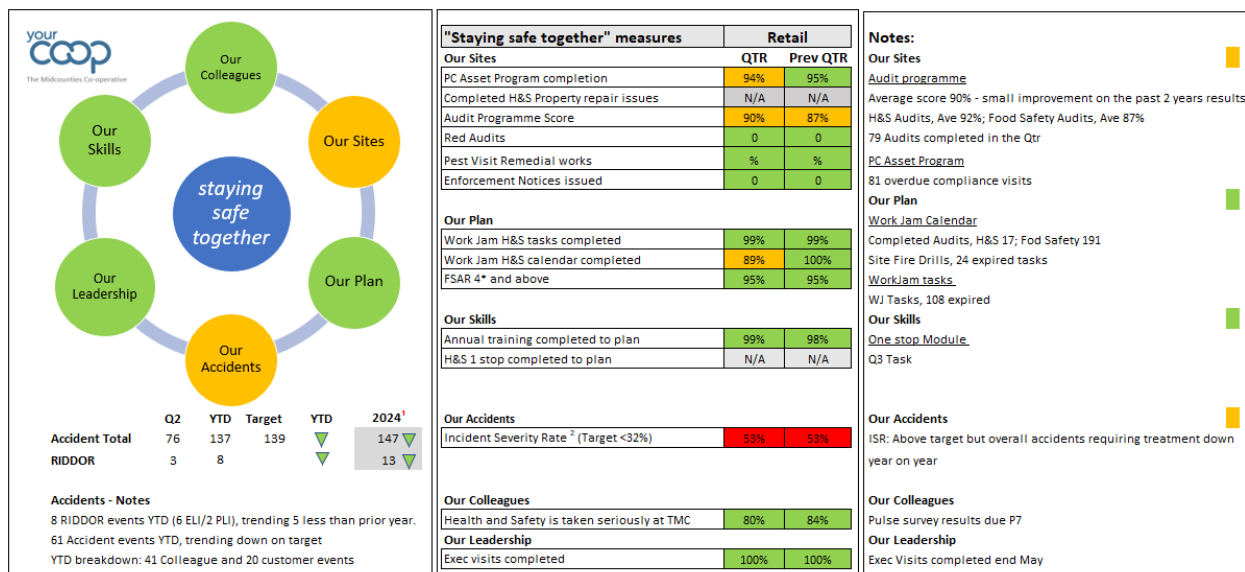 your
COOP
The Midcounties Co-operative
Our
Colleagues
Our
Skills
Our Sites
staying
safe
together
Our
Leadership
Our Plan
Our
Accidents
Q2 YTD Target YTD 2024¹
Accident Total 76 137 139 147
RIDDOR 3 8 13
Accidents - Notes
8 RIDDOR events YTD (6 ELI/2 PLI), trending 5 less than prior year.
61 Accident events YTD, trending down on target
YTD breakdown: 41 Colleague and 20 customer events
"Staying safe together" measures Retail
Our Sites QTR Prev QTR
PC Asset Program completion 94% 95%
Completed H&S Property repair issues N/A N/A
Audit Programme Score 90% 87%
Red Audits 0 0
Pest Visit Remedial works % %
Enforcement Notices issued 0 0
Our Plan
Work Jam H&S tasks completed 99% 99%
Work Jam H&S calendar completed 89% 100%
FSAR 4* and above 95% 95%
Our Skills
Annual training completed to plan 99% 98%
H&S 1 stop completed to plan N/A N/A
Our Accidents
Incident Severity Rate ² (Target <32%) 53% 53%
Our Colleagues
Health and Safety is taken seriously at TMC 80% 84%
Our Leadership
Exec visits completed 100% 100%
Notes:
Our Sites
Audit programme
Average score 90% - small improvement on the past 2 years results
H&S Audits, Ave 92%; Food Safety Audits, Ave 87%
79 Audits completed in the Qtr
PC Asset Program
81 overdue compliance visits
Our Plan
Work Jam Calendar
Completed Audits, H&S 17; Fod Safety 191
Site Fire Drills, 24 expired tasks
WorkJam tasks
WJ Tasks, 108 expired
Our Skills
One stop Module
Q3 Task
Our Accidents
ISR: Above target but overall accidents requiring treatment down
year on year
Our Colleagues
Pulse survey results due P7
Our Leadership
Exec Visits completed end May